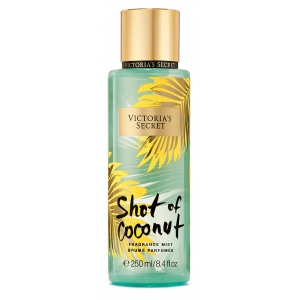 VICTORIA'S
SECRET
Shot of
Coconut
FRAGRANCE MIST
BRUME PARFUMÉE
℮ 250 ml/8.4 fl oz